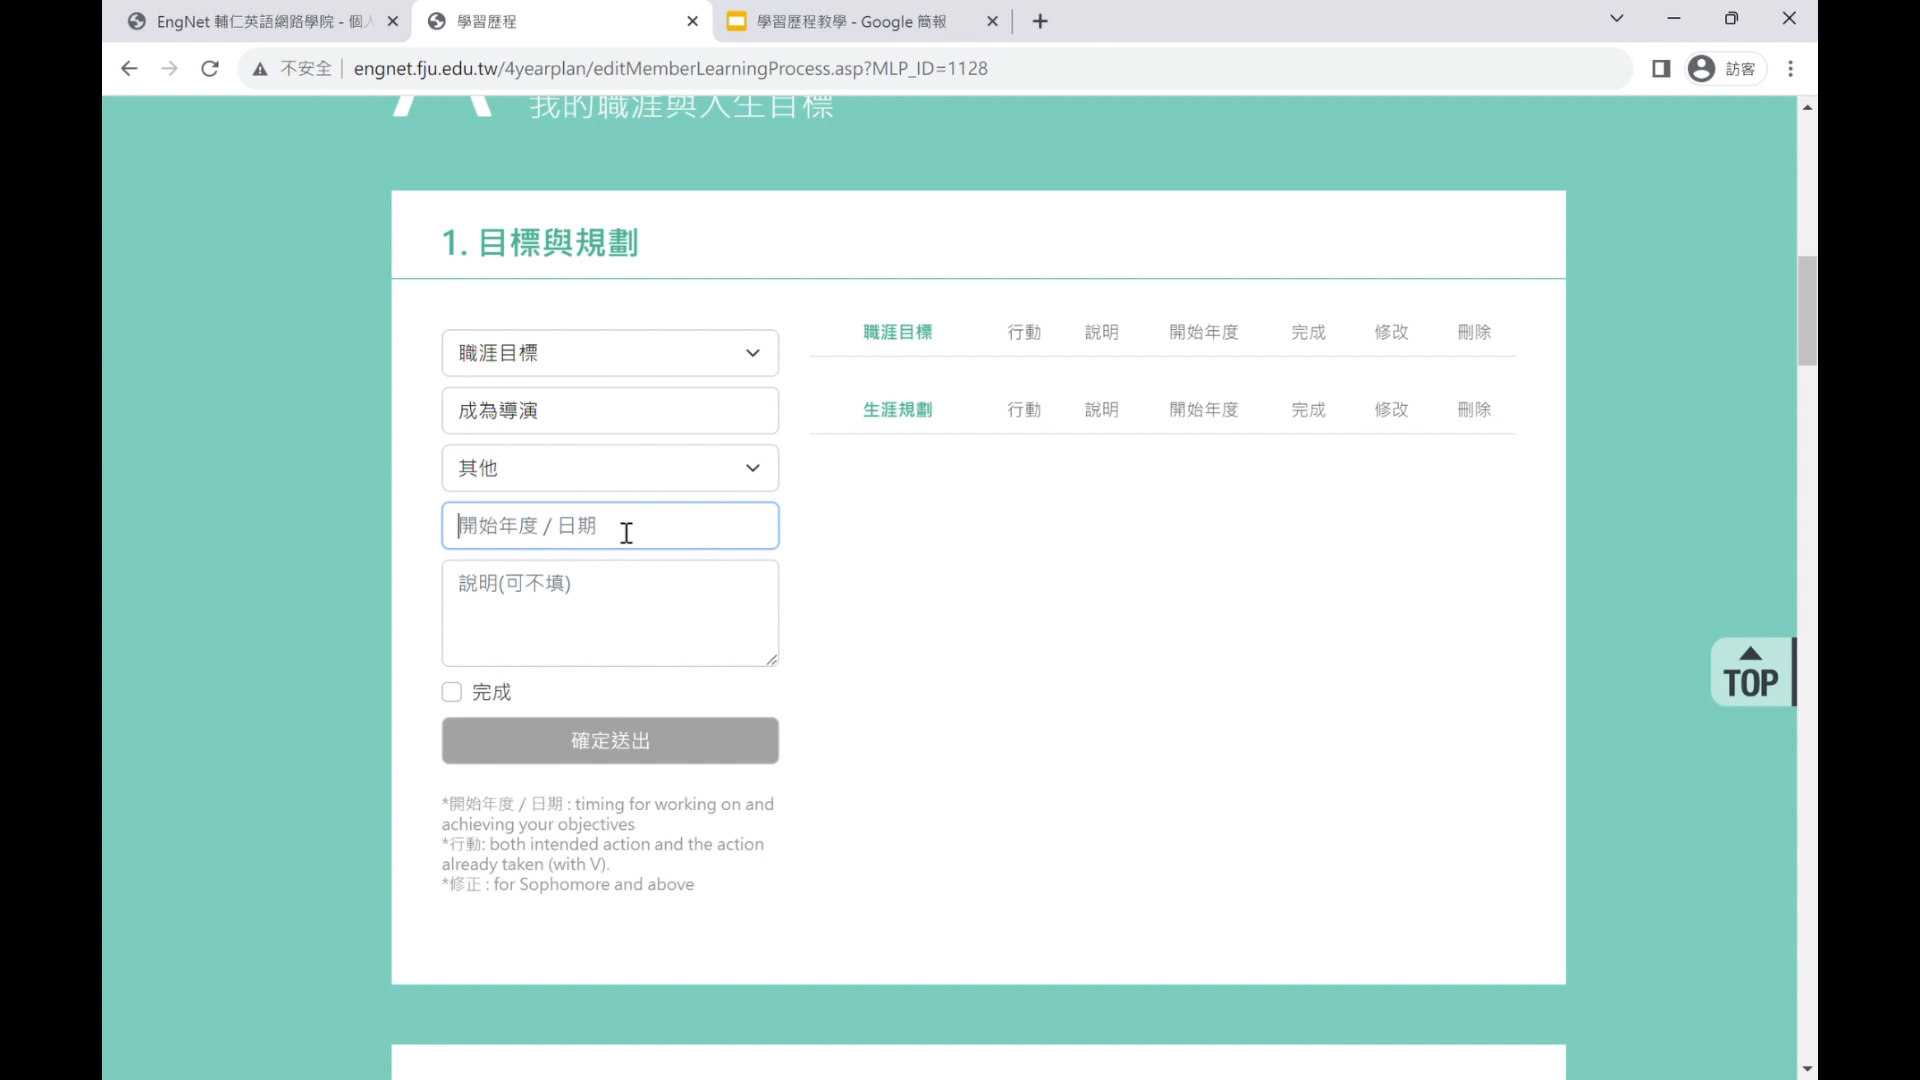 EngNet 輔仁英語網路學院 - 個人
學習歷程
學習歷程教學 - Google 簡報
不安全
engnet.fju.edu.tw/4yearplan/editMemberLearningProcess.asp?MLP_ID=1128
訪客
我的職涯與人生目標
1. 目標與規劃
職涯目標
成為導演
其他
開始年度 / 日期
說明(可不填)
完成
確定送出
*開始年度 / 日期 : timing for working on and
achieving your objectives
*行動: both intended action and the action
already taken (with V).
*修正 : for Sophomore and above
職涯目標 行動 說明 開始年度 完成 修改 刪除
生涯規劃 行動 說明 開始年度 完成 修改 刪除
TOP